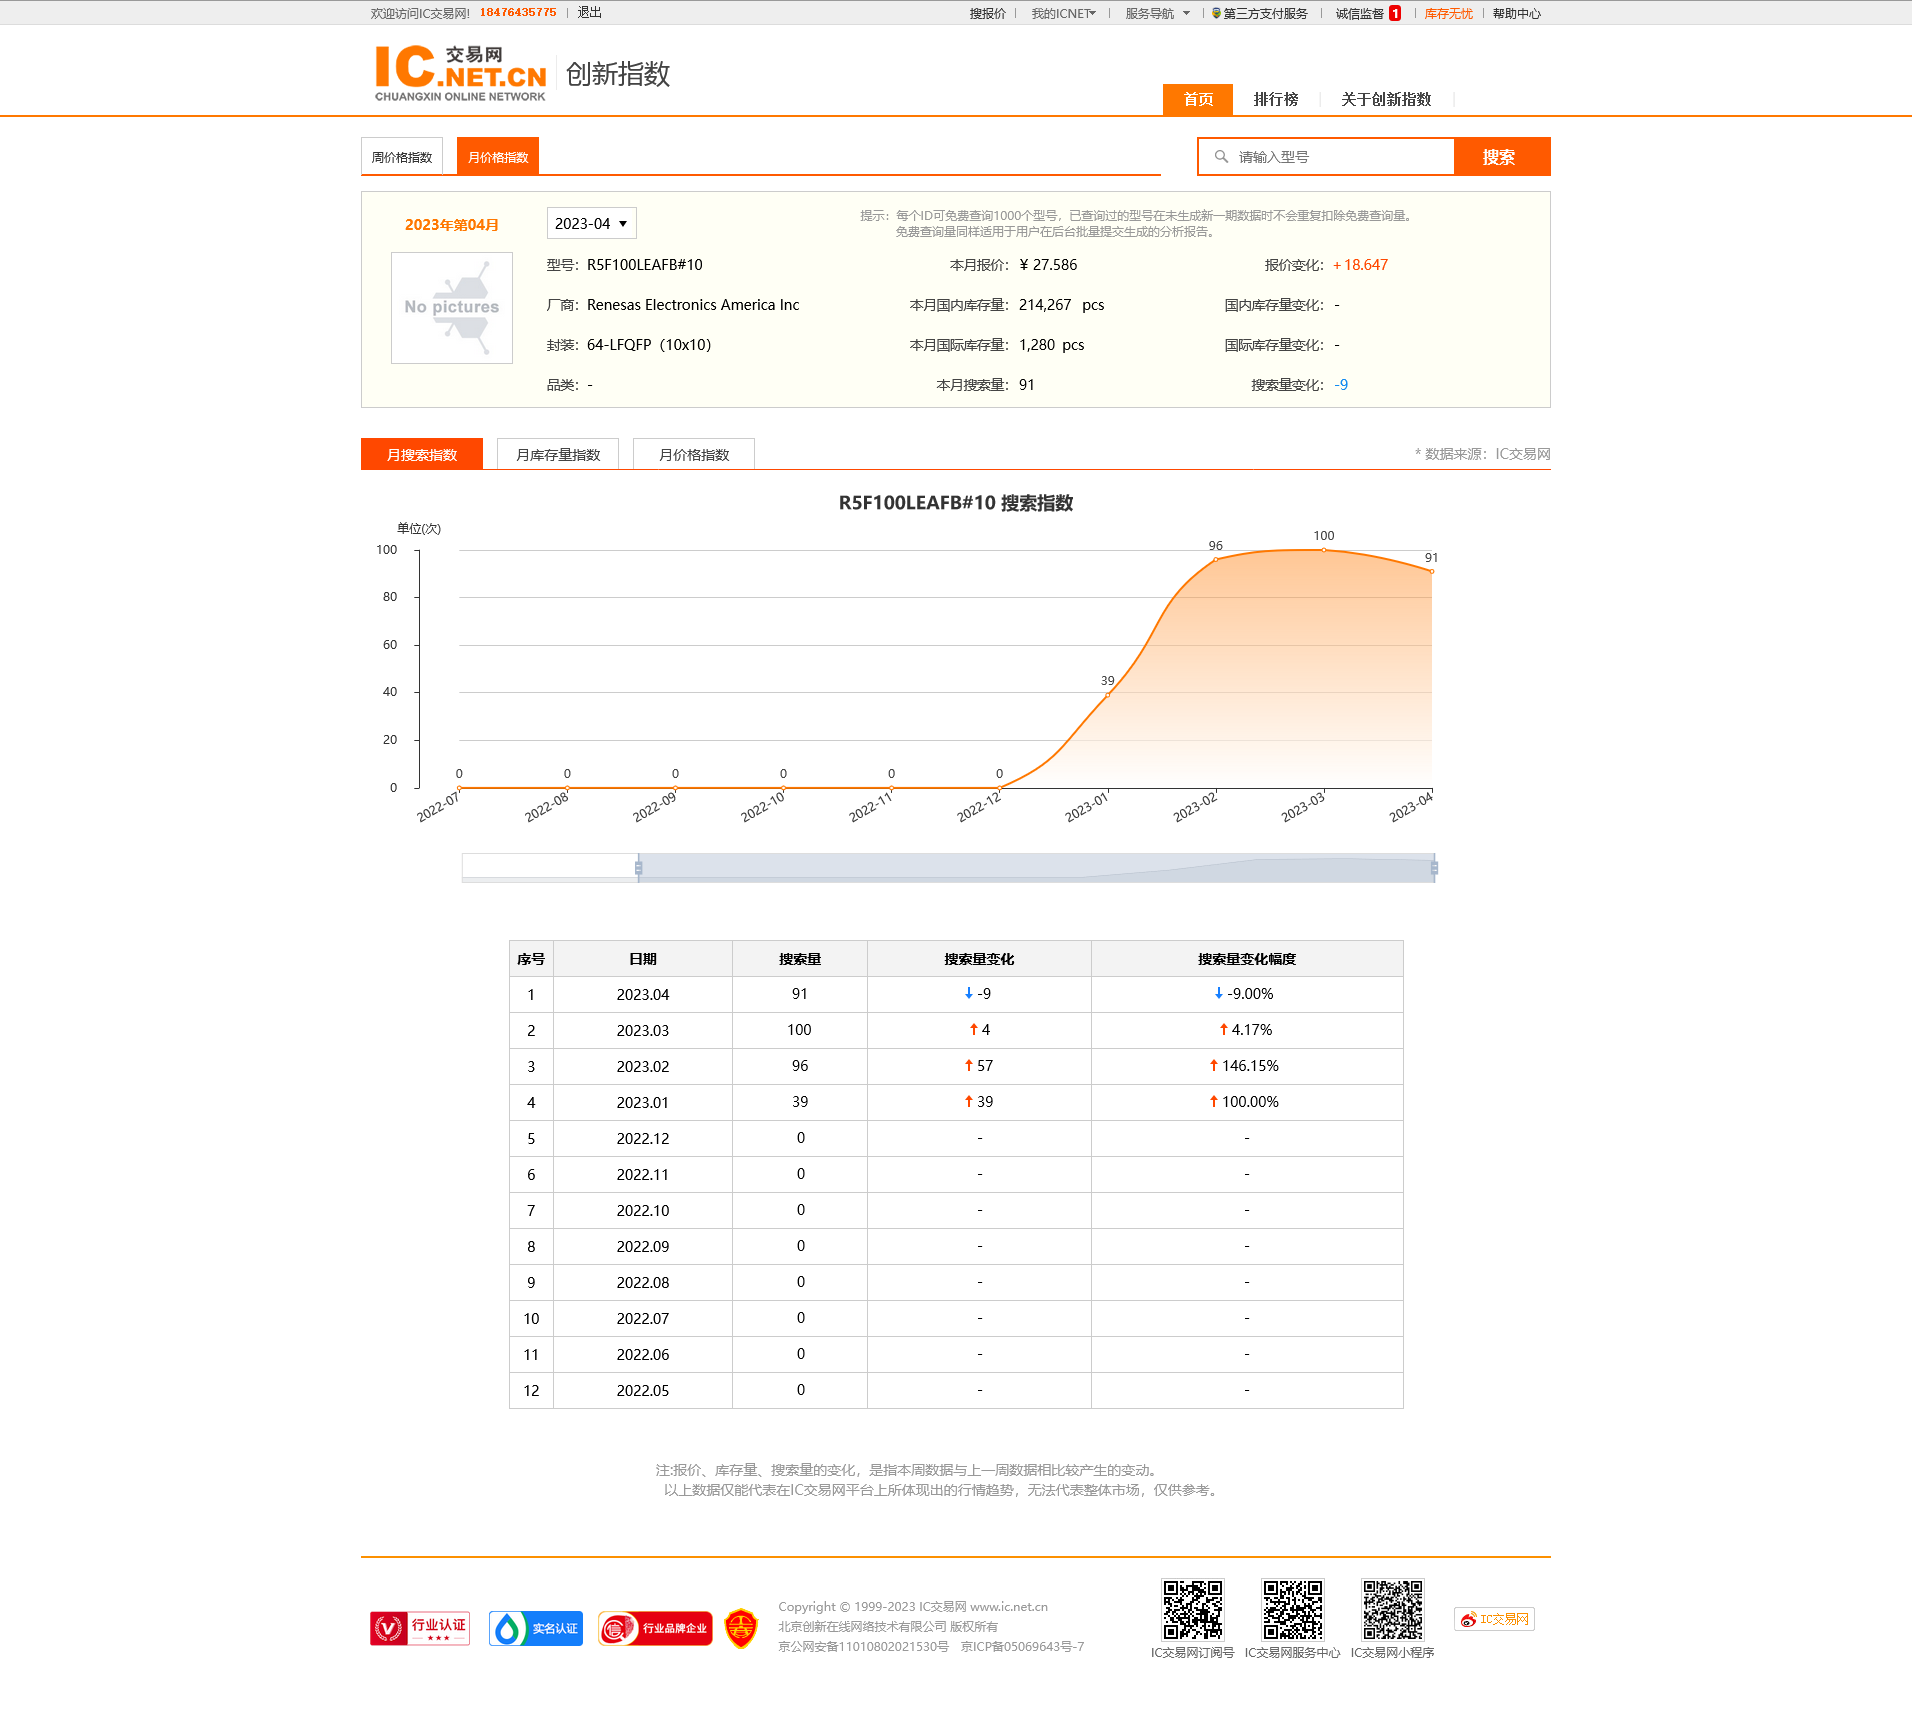 欢迎访问IC交易网! 18476435775 退出 搜报价 我的ICNET 服务导航 第三方支付服务 诚信监督 1 库存无忧 帮助中心
IC.NET.CN 交易网 创新指数
CHUANGXIN ONLINE NETWORK
首页 排行榜 关于创新指数
周价格指数 月价格指数 请输入型号 搜索
2023年第04月 2023-04 提示：每个ID可免费查询1000个型号，已查询过的型号在未生成新一期数据时不会重复扣除免费查询量。
免费查询量同样适用于用户在后台批量提交生成的分析报告。
No pictures
型号：R5F100LEAFB#10 本月报价：¥ 27.586 报价变化：+18.647
厂商：Renesas Electronics America Inc 本月国内库存量：214,267 pcs 国内库存量变化：-
封装：64-LFQFP（10x10） 本月国际库存量：1,280 pcs 国际库存量变化：-
品类：- 本月搜索量：91 搜索量变化：-9
月搜索指数 月库存量指数 月价格指数 * 数据来源：IC交易网
R5F100LEAFB#10 搜索指数
单位(次)
100
80
60
40
20
0
0 0 0 0 0 0 39 96 100 91
2022-07 2022-08 2022-09 2022-10 2022-11 2022-12 2023-01 2023-02 2023-03 2023-04
序号 日期 搜索量 搜索量变化 搜索量变化幅度
1 2023.04 91 ↓ -9 ↓ -9.00%
2 2023.03 100 ↑ 4 ↑ 4.17%
3 2023.02 96 ↑ 57 ↑ 146.15%
4 2023.01 39 ↑ 39 ↑ 100.00%
5 2022.12 0 - -
6 2022.11 0 - -
7 2022.10 0 - -
8 2022.09 0 - -
9 2022.08 0 - -
10 2022.07 0 - -
11 2022.06 0 - -
12 2022.05 0 - -
注:报价、库存量、搜索量的变化，是指本周数据与上一周数据相比较产生的变动。
以上数据仅能代表在IC交易网平台上所体现出的行情趋势，无法代表整体市场，仅供参考。
行业认证
实名认证
行业品牌企业
Copyright © 1999-2023 IC交易网 www.ic.net.cn
北京创新在线网络技术有限公司 版权所有
京公网安备11010802021530号 京ICP备05069643号-7
IC交易网订阅号 IC交易网服务中心 IC交易网小程序
IC交易网